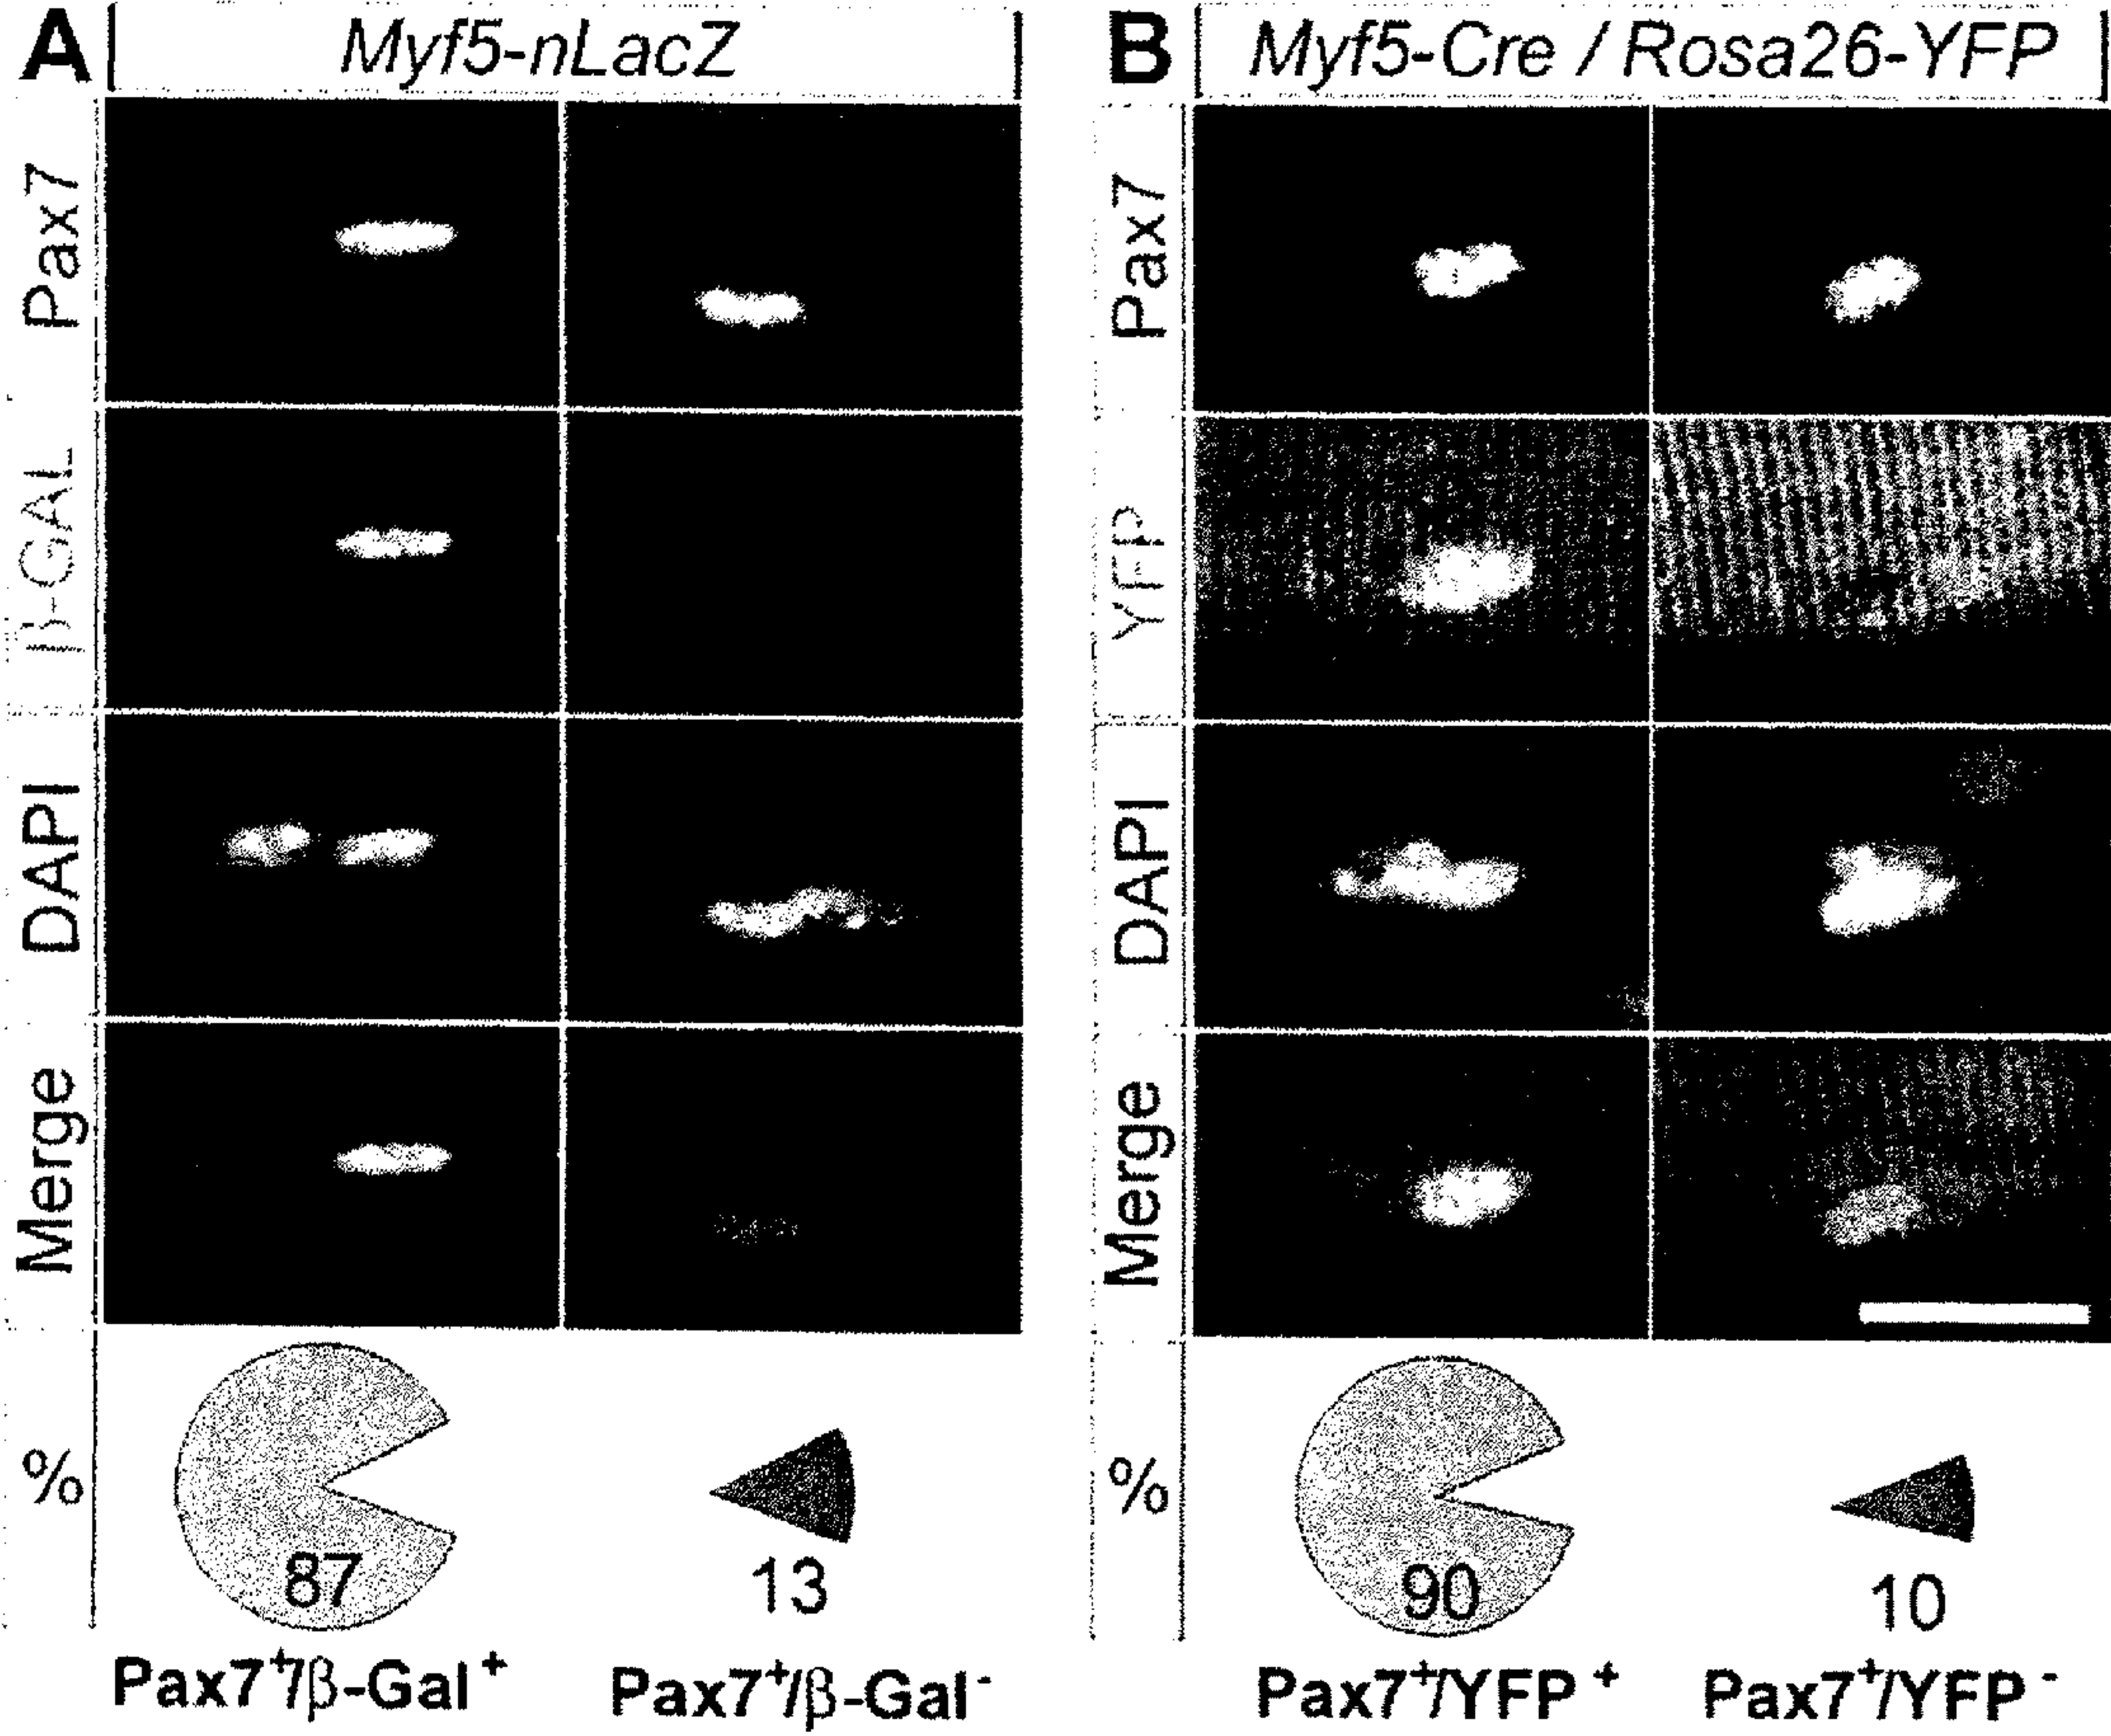 A
Myf5-nLacZ
Pax7
β-GAL
DAPI
Merge
%
87
13
Pax7⁺/β-Gal⁺
Pax7⁺/β-Gal⁻
B
Myf5-Cre / Rosa26-YFP
Pax7
YFP
DAPI
Merge
%
90
10
Pax7⁺/YFP⁺
Pax7⁺/YFP⁻